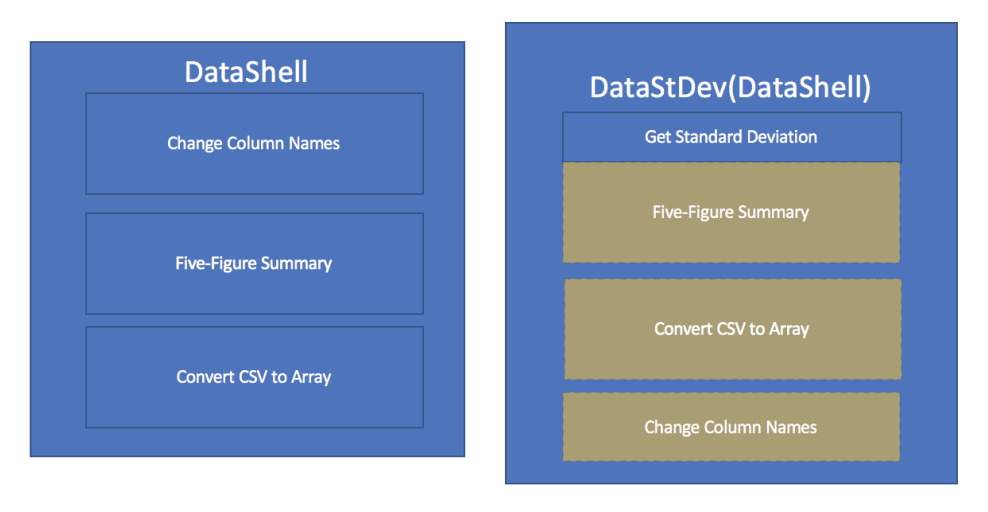 DataShell
Change Column Names
Five-Figure Summary
Convert CSV to Array
DataStDev(DataShell)
Get Standard Deviation
Five-Figure Summary
Convert CSV to Array
Change Column Names